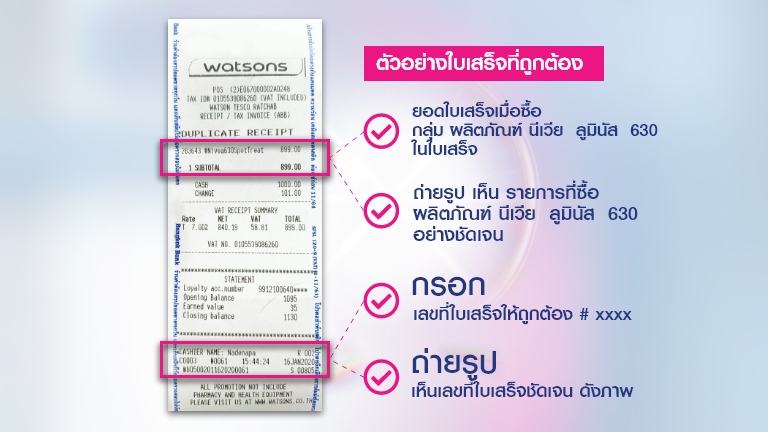 watsons
POS (2)E067000002A0248
TAX ID# 0105539086260 (VAT INCLUDED)
WATSON TESCO RATCHAB
RECEIPT / TAX INVOICE (ABB)
DUPLICATE RECEIPT
899.00
1 SUBTOTAL 899.00
CASH 1000.00
CHANGE 101.00
VAT RECEIPT SUMMARY
Rate NET VAT TOTAL
T 7.00% 840.19 58.81 899.00
VAT NO. 0105539086260
STATEMENT
Loyalty acc.number 9912100640****
Opening Balance 1095
Earned value 35
Closing balance 1130
CASHIER NAME: Nadenapa
15:44:24 16JAN2020
ALL PROMOTION NOT INCLUDE
PHARMACY AND HEALTH EQUIPMENT
PLEASE VISIT US AT WWW.WATSONS.CO.TH
ตัวอย่างใบเสร็จที่ถูกต้อง
ยอดใบเสร็จเมื่อซื้อ
กลุ่ม ผลิตภัณฑ์ นีเวีย ลูมินัส 630
ในใบเสร็จ
ถ่ายรูป เห็น รายการที่ซื้อ
ผลิตภัณฑ์ นีเวีย ลูมินัส 630
อย่างชัดเจน
กรอก
เลขที่ใบเสร็จให้ถูกต้อง # xxxx
ถ่ายรูป
เห็นเลขที่ใบเสร็จชัดเจน ดังภาพ